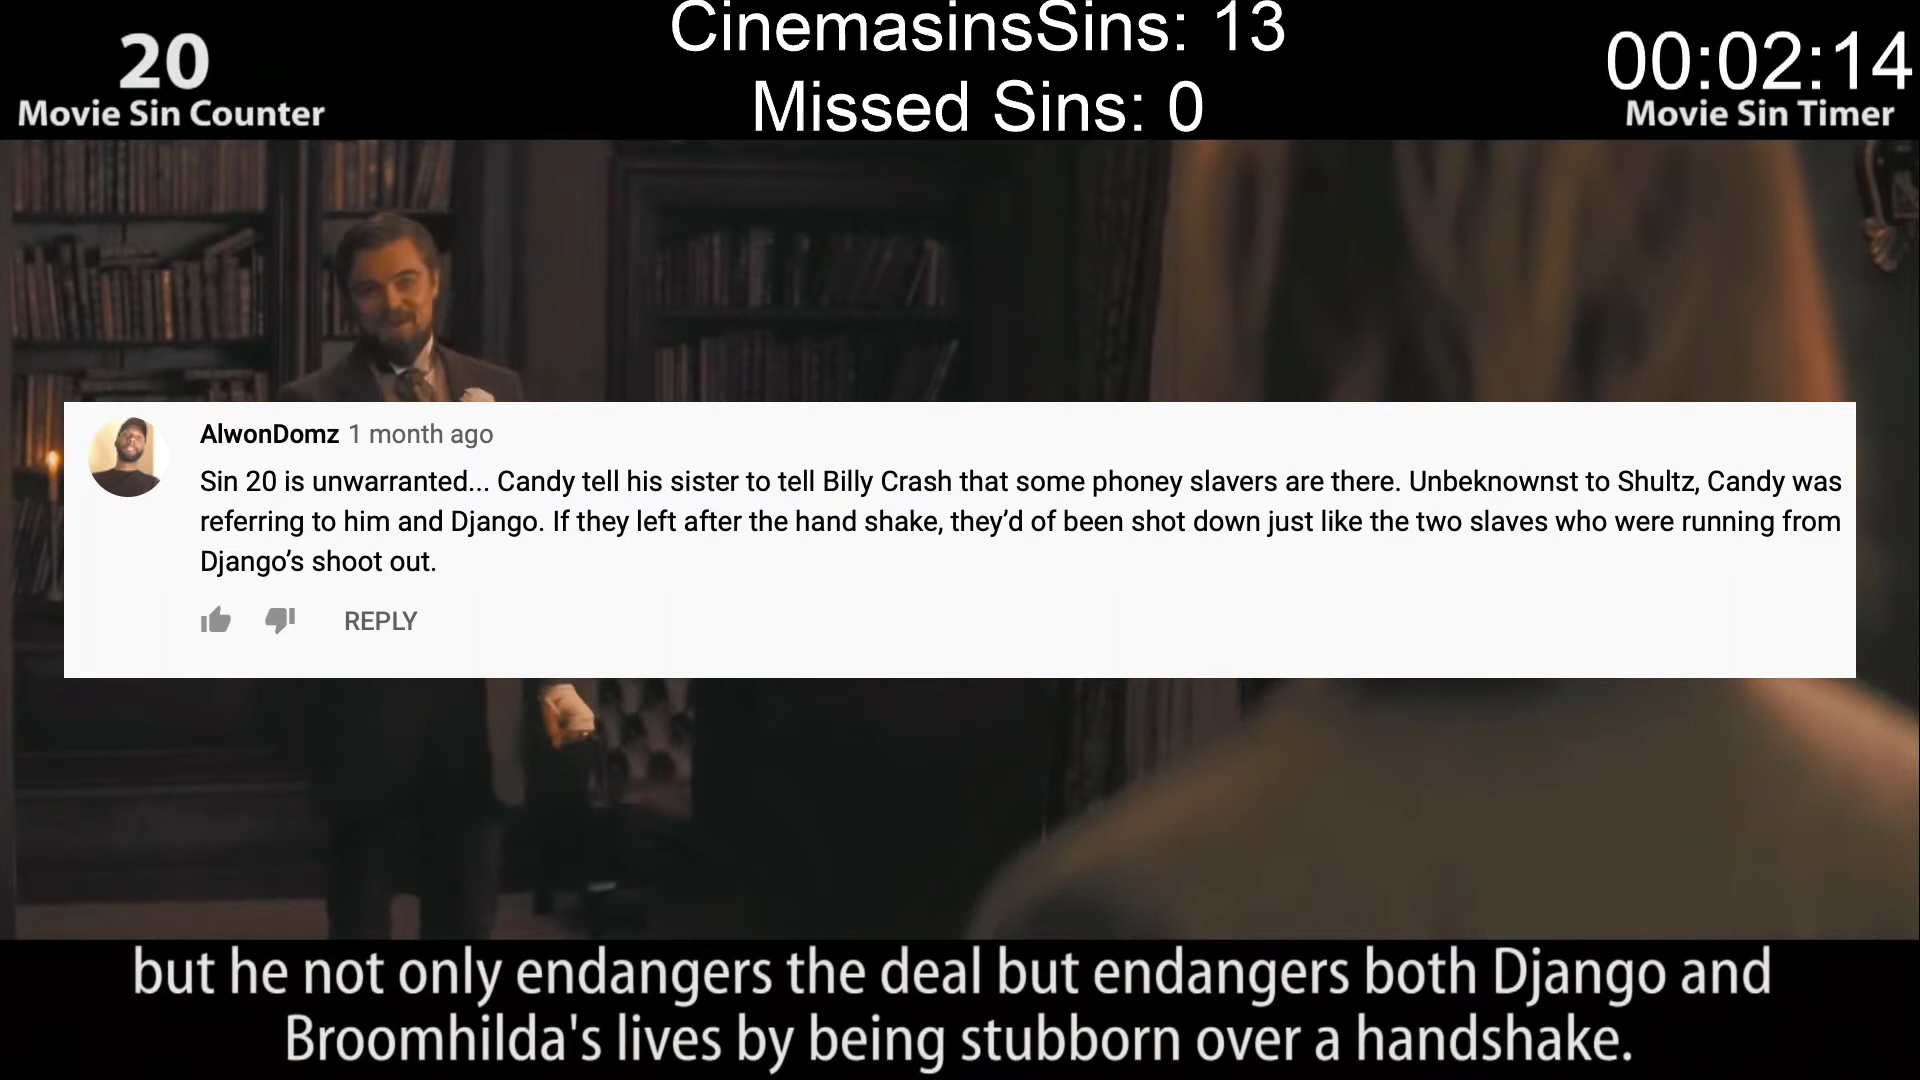 20
Movie Sin Counter
CinemasinsSins: 13
Missed Sins: 0
00:02:14
Movie Sin Timer
AlwonDomz 1 month ago
Sin 20 is unwarranted... Candy tell his sister to tell Billy Crash that some phoney slavers are there. Unbeknownst to Shultz, Candy was
referring to him and Django. If they left after the hand shake, they’d of been shot down just like the two slaves who were running from
Django’s shoot out.
REPLY
but he not only endangers the deal but endangers both Django and
Broomhilda's lives by being stubborn over a handshake.